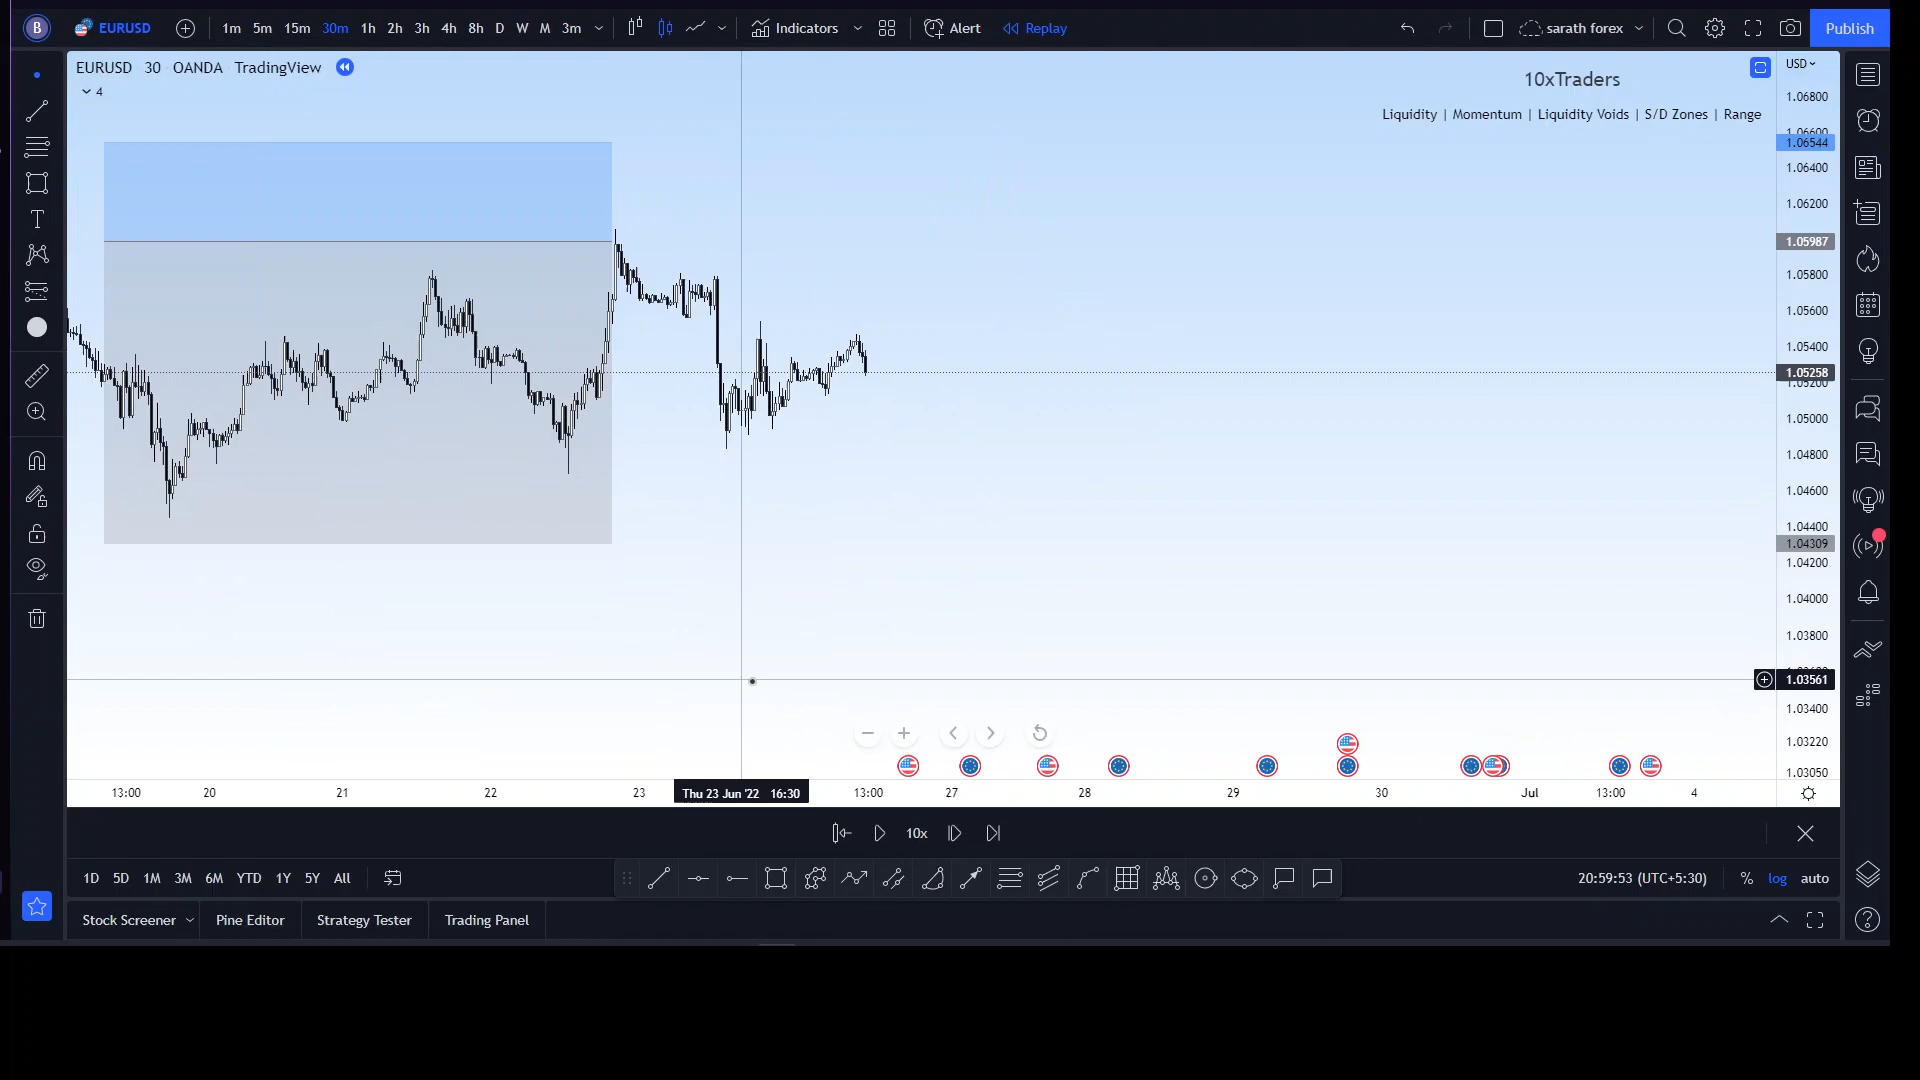 B EURUSD 1m 5m 15m 30m 1h 2h 3h 4h 8h D W M 3m Indicators Alert Replay sarath forex Publish
EURUSD 30 OANDA TradingView
4
10xTraders
Liquidity | Momentum | Liquidity Voids | S/D Zones | Range
USD
1.06800
1.06600
1.06544
1.06400
1.06200
1.05987
1.05800
1.05600
1.05400
1.05258
1.05200
1.05000
1.04800
1.04600
1.04400
1.04309
1.04200
1.04000
1.03800
1.03561
1.03400
1.03220
1.03050
13:00 20 21 22 23 Thu 23 Jun '22 16:30 13:00 27 28 29 30 Jul 13:00 4
10x
1D 5D 1M 3M 6M YTD 1Y 5Y All 20:59:53 (UTC+5:30) % log auto
Stock Screener Pine Editor Strategy Tester Trading Panel